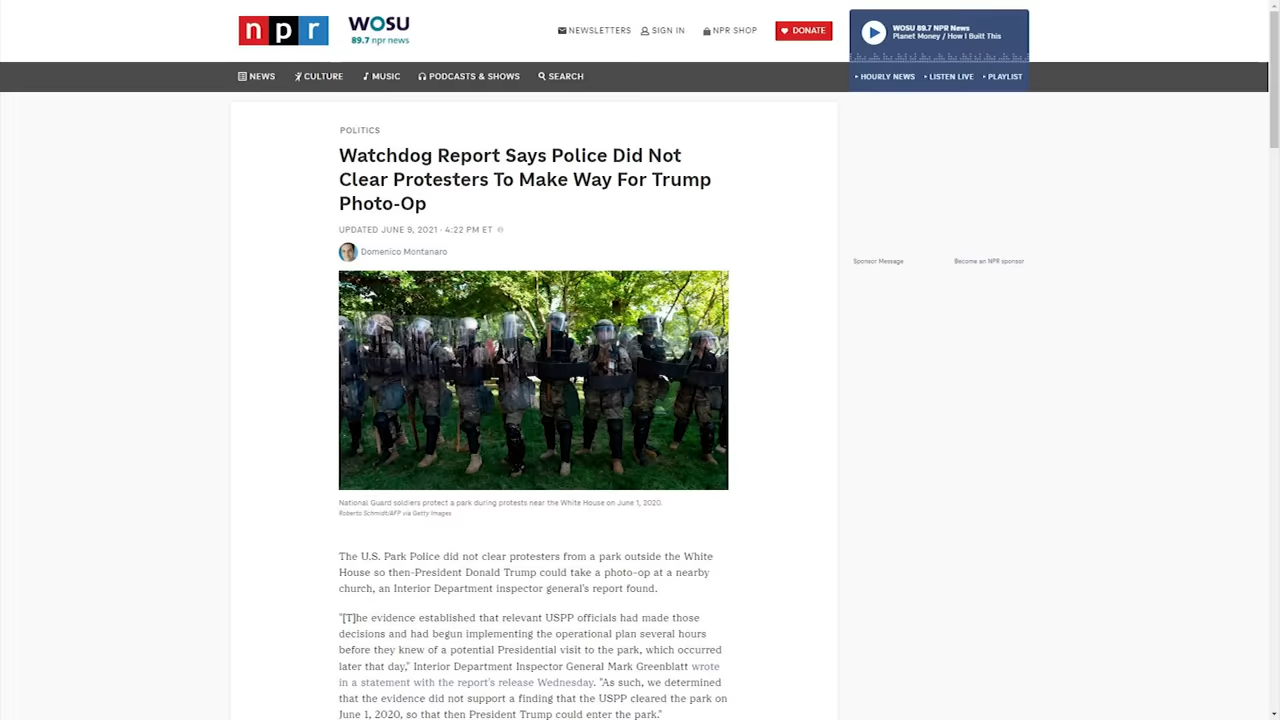 npr
WOSU
89.7 npr news
NEWSLETTERS
SIGN IN
NPR SHOP
DONATE
WOSU 89.7 NPR News
Planet Money / How I Built This
NEWS
CULTURE
MUSIC
PODCASTS & SHOWS
SEARCH
HOURLY NEWS
LISTEN LIVE
PLAYLIST
POLITICS
Watchdog Report Says Police Did Not
Clear Protesters To Make Way For Trump
Photo-Op
UPDATED JUNE 9, 2021 · 4:22 PM ET
Domenico Montanaro
Sponsor Message
Become an NPR sponsor
National Guard soldiers protect a park during protests near the White House on June 1, 2020.
Roberto Schmidt/AFP via Getty Images
The U.S. Park Police did not clear protesters from a park outside the White
House so then-President Donald Trump could take a photo-op at a nearby
church, an Interior Department inspector general's report found.
"[T]he evidence established that relevant USPP officials had made those
decisions and had begun implementing the operational plan several hours
before they knew of a potential Presidential visit to the park, which occurred
later that day," Interior Department Inspector General Mark Greenblatt wrote
in a statement with the report's release Wednesday. "As such, we determined
that the evidence did not support a finding that the USPP cleared the park on
June 1, 2020, so that then President Trump could enter the park."